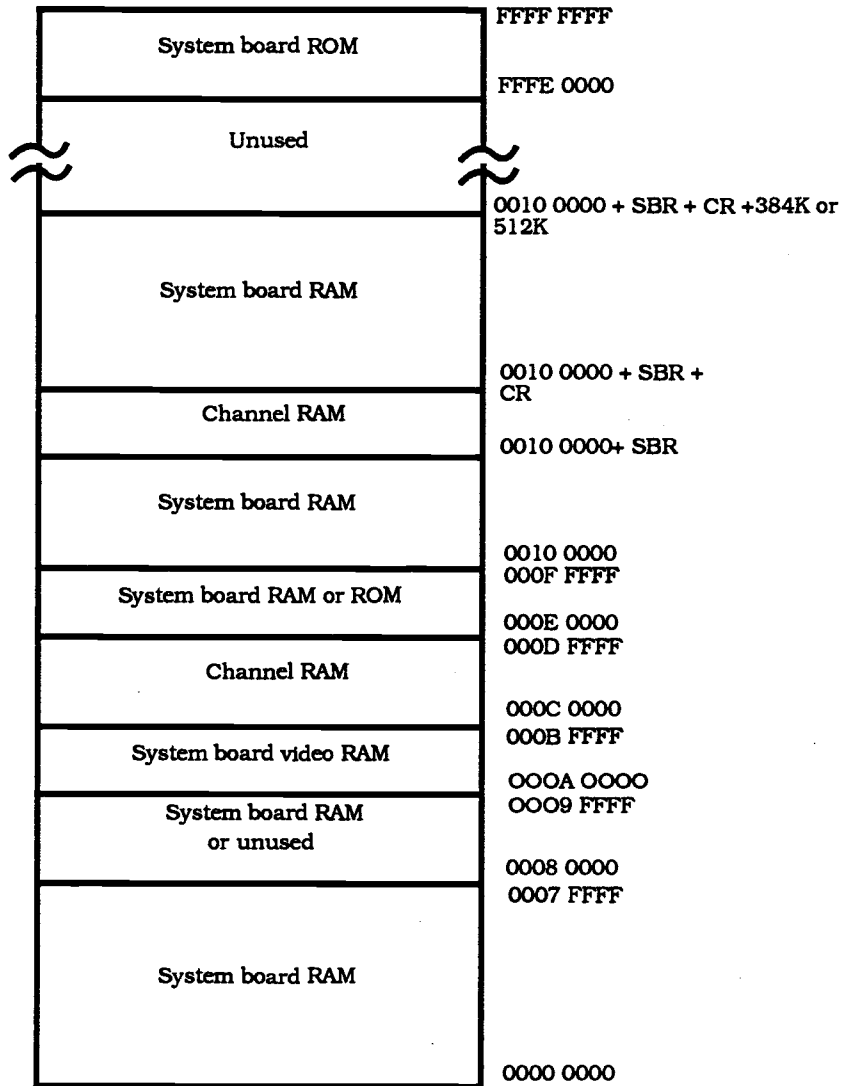 FFFF FFFF
System board ROM
FFFE 0000
Unused
0010 0000 + SBR + CR +384K or
512K
System board RAM
0010 0000 + SBR +
CR
Channel RAM
0010 0000+ SBR
System board RAM
0010 0000
000F FFFF
System board RAM or ROM
000E 0000
000D FFFF
Channel RAM
000C 0000
000B FFFF
System board video RAM
000A 0000
0009 FFFF
System board RAM
or unused
0008 0000
0007 FFFF
System board RAM
0000 0000